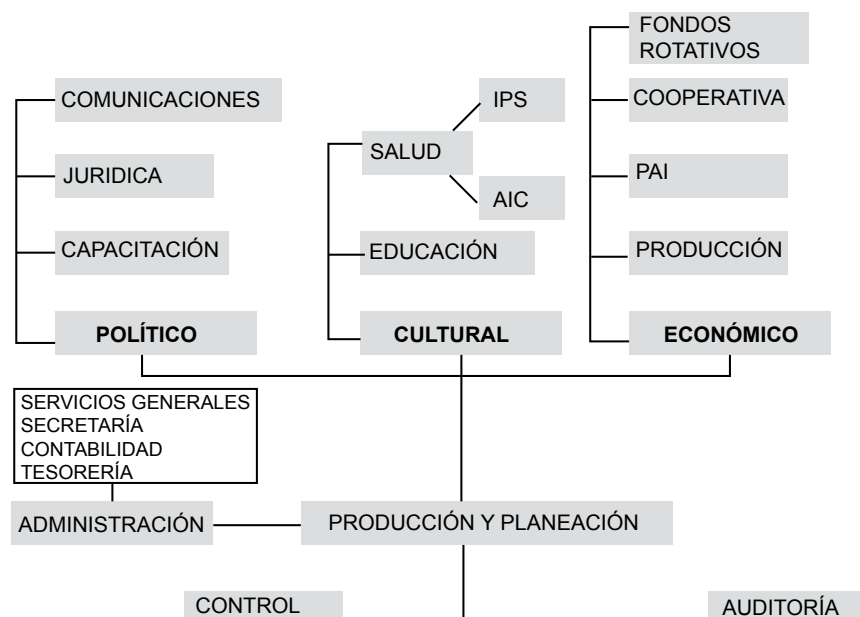 FONDOS
ROTATIVOS
COMUNICACIONES
IPS
COOPERATIVA
SALUD
JURIDICA
PAI
AIC
CAPACITACIÓN
EDUCACIÓN
PRODUCCIÓN
POLÍTICO
CULTURAL
ECONÓMICO
SERVICIOS GENERALES
SECRETARÍA
CONTABILIDAD
TESORERÍA
ADMINISTRACIÓN
PRODUCCIÓN Y PLANEACIÓN
CONTROL
AUDITORÍA